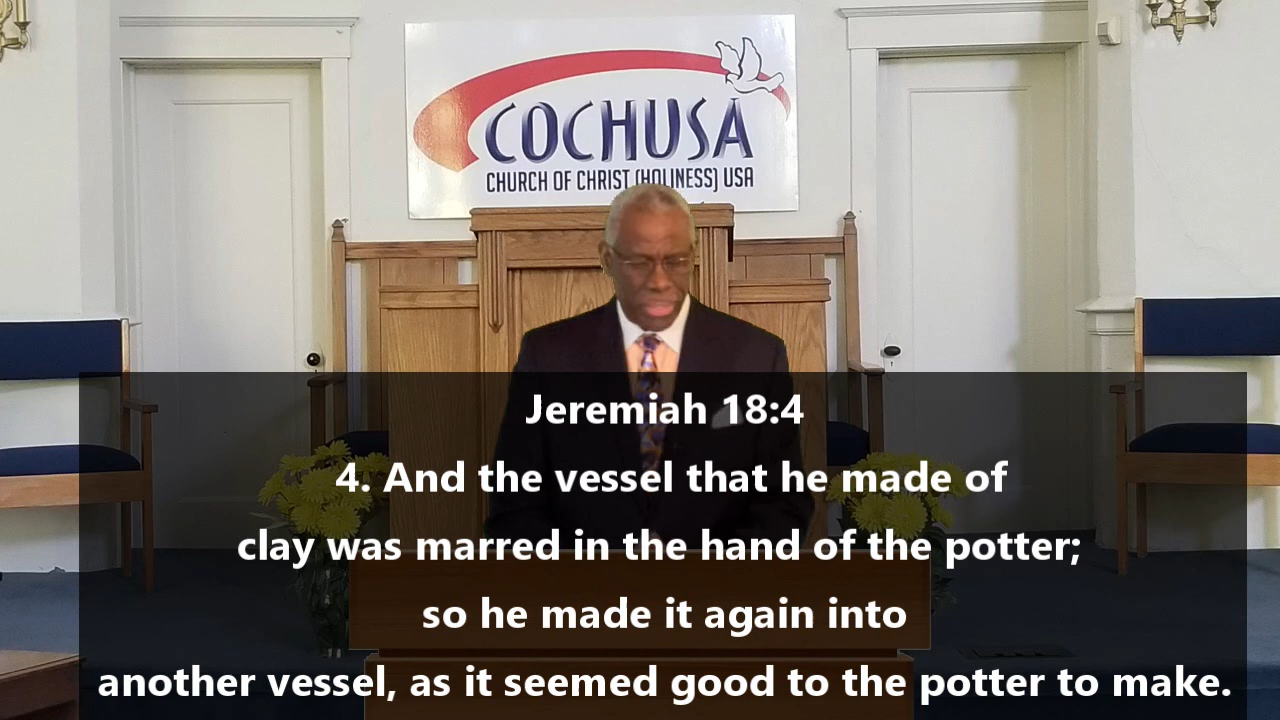 COCHUSA
CHURCH OF CHRIST (HOLINESS) USA
Jeremiah 18:4
4. And the vessel that he made of
clay was marred in the hand of the potter;
so he made it again into
another vessel, as it seemed good to the potter to make.